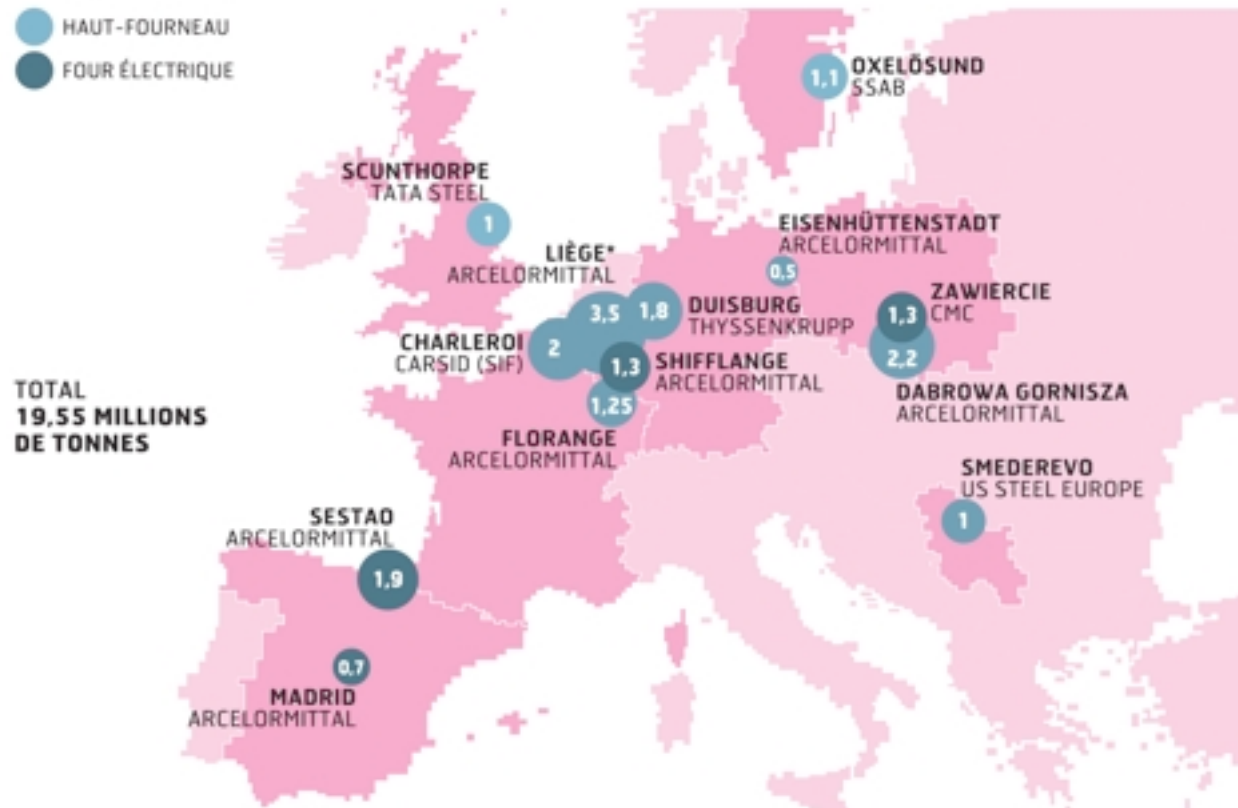 HAUT-FOURNEAU
FOUR ÉLECTRIQUE
1,1
OXELÖSUND
SSAB
SCUNTHORPE
TATA STEEL
1
EISENHÜTTENSTADT
ARCELORMITTAL
0,5
LIÈGE*
ARCELORMITTAL
3,5
1,8
DUISBURG
THYSSENKRUPP
ZAWIERCIE
CMC
1,3
CHARLEROI
CARSID (SIF)
2
1,3
SHIFFLANGE
ARCELORMITTAL
2,2
DABROWA GORNISZA
ARCELORMITTAL
1,25
FLORANGE
ARCELORMITTAL
TOTAL
19,55 MILLIONS
DE TONNES
SMEDEREVO
US STEEL EUROPE
1
SESTAO
ARCELORMITTAL
1,9
0,7
MADRID
ARCELORMITTAL